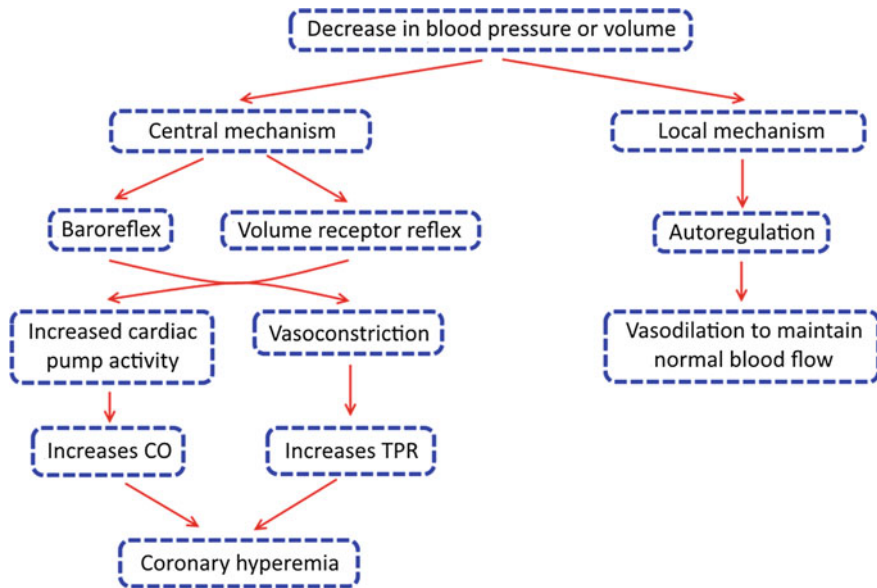 Decrease in blood pressure or volume
Central mechanism
Local mechanism
Baroreflex
Volume receptor reflex
Autoregulation
Increased cardiac
pump activity
Vasoconstriction
Vasodilation to maintain
normal blood flow
Increases CO
Increases TPR
Coronary hyperemia